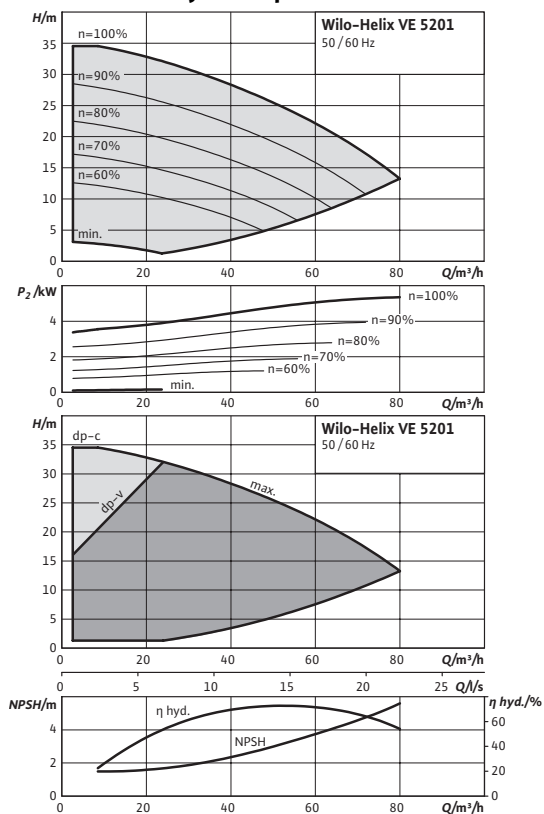 H/m
Wilo-Helix VE 5201
50/60 Hz
n=100%
35
30
n=90%
25
n=80%
20
n=70%
15
n=60%
10
5
min.
0
0 20 40 60 80 Q/m³/h
P₂/kW
n=100%
4
n=90%
n=80%
2
n=70%
n=60%
min.
0
0 20 40 60 80 Q/m³/h
H/m
dp-c
Wilo-Helix VE 5201
50/60 Hz
35
30
max.
25
dp-v
20
15
10
5
0
0 20 40 60 80 Q/m³/h
0 5 10 15 20 25 Q/l/s
NPSH/m
η hyd./%
η hyd.
60
4
NPSH
40
2
20
0
0
0 20 40 60 80 Q/m³/h